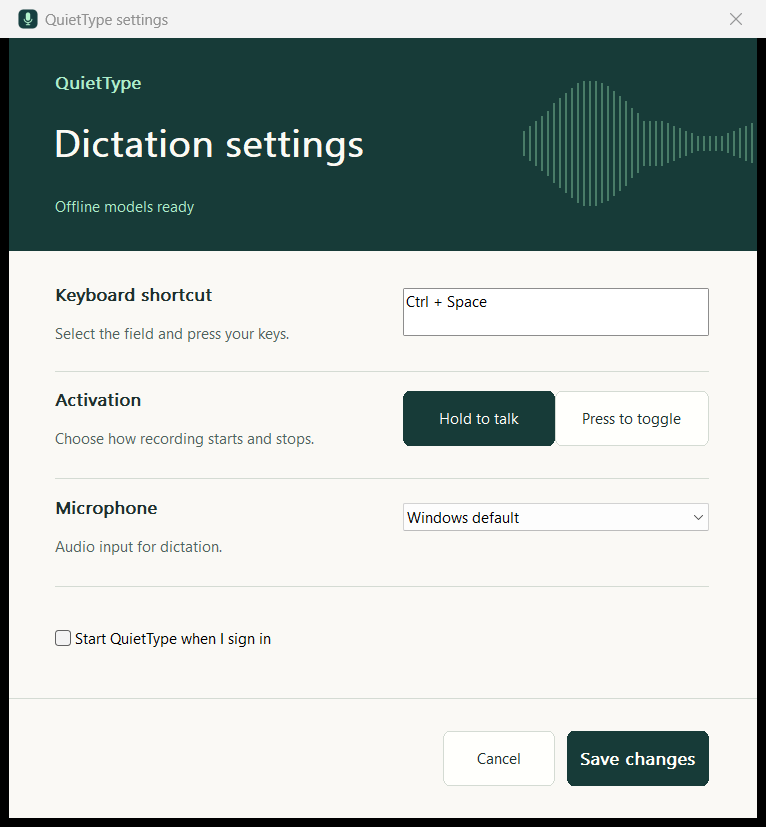 QuietType settings
QuietType
Dictation settings
Offline models ready
Keyboard shortcut
Ctrl + Space
Select the field and press your keys.
Activation
Hold to talk
Press to toggle
Choose how recording starts and stops.
Microphone
Windows default
Audio input for dictation.
Start QuietType when I sign in
Cancel
Save changes